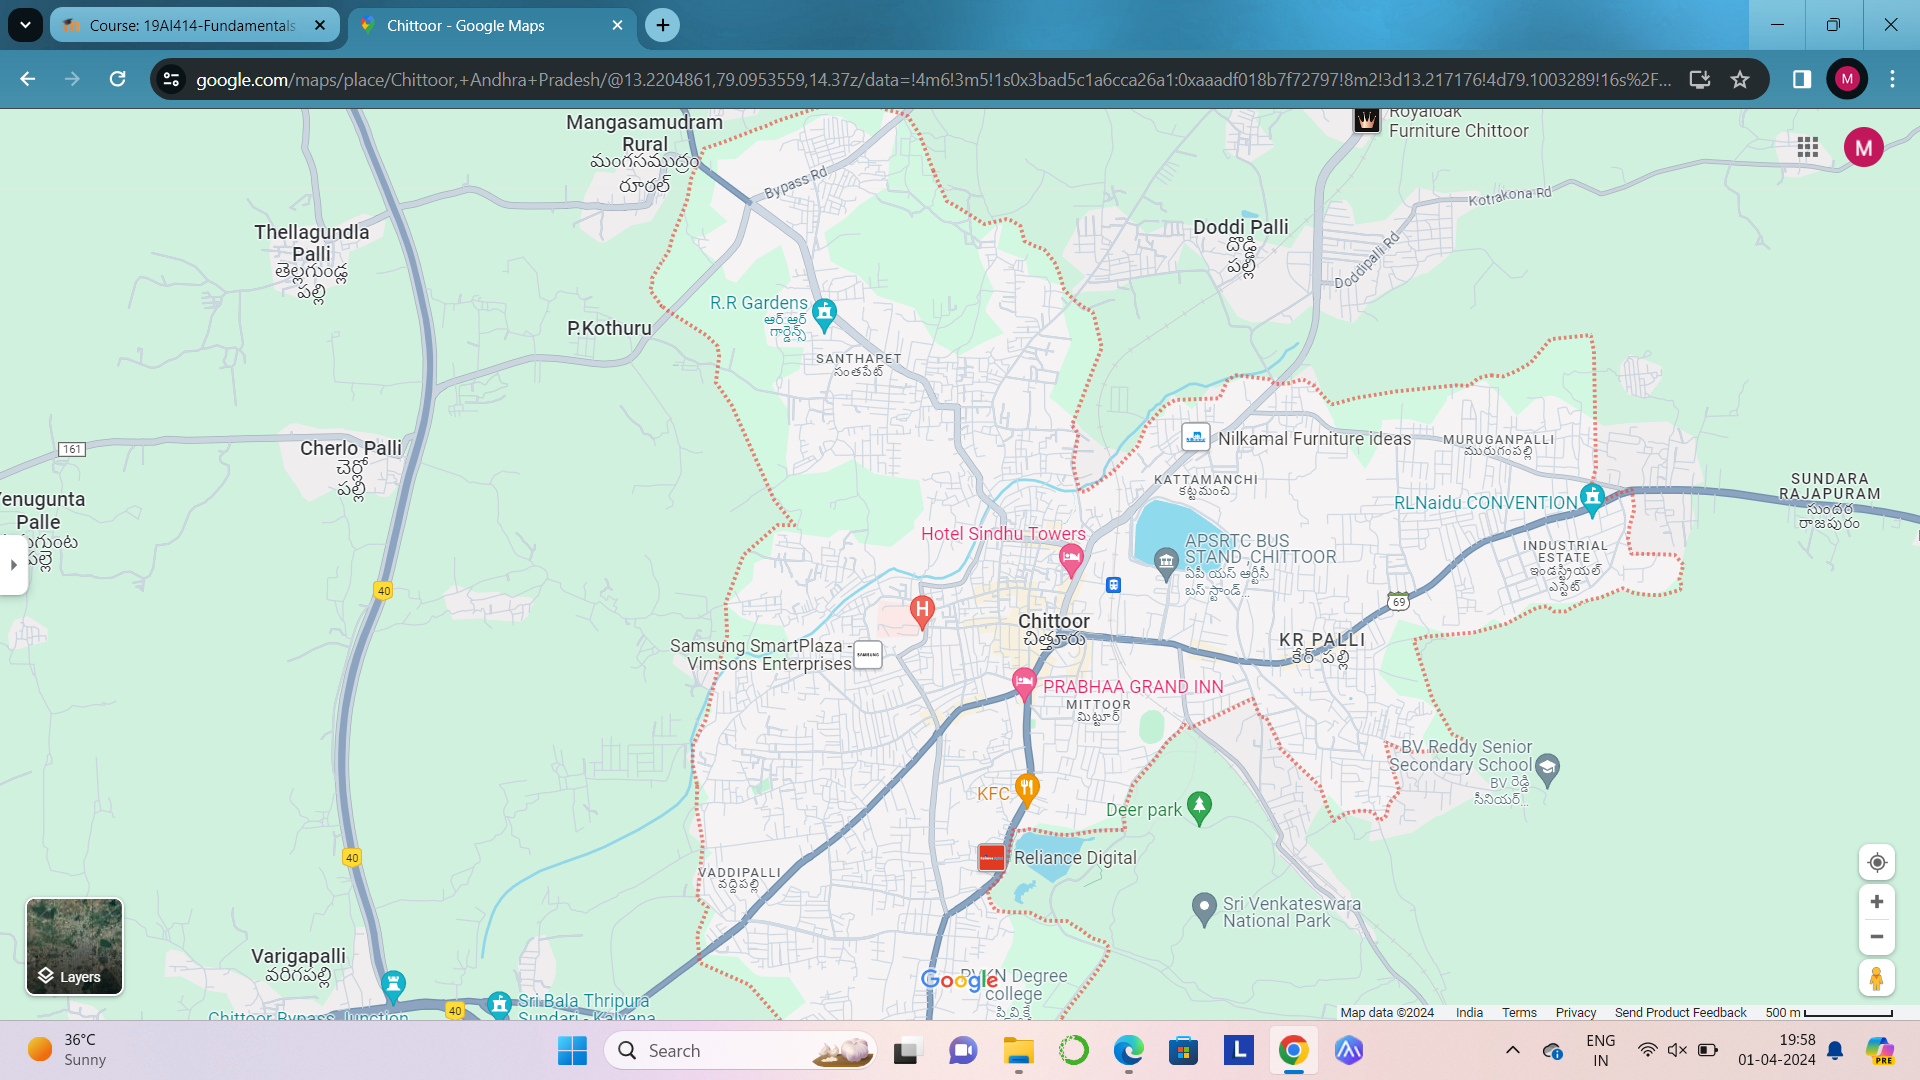 Course: 19AI414-Fundamentals
Chittoor - Google Maps
google.com/maps/place/Chittoor,+Andhra+Pradesh/@13.2204861,79.0953559,14.37z/data=!4m6!3m5!1s0x3bad5c1a6cca26a1:0xaaadf018b7f72797!8m2!3d13.217176!4d79.1003289!16s%2F...
M
Mangasamudram
Rural
మంగసముద్రం
రూరల్
Bypass Rd
Royaloak
Furniture Chittoor
M
Kotrakona Rd
Thellagundla
Palli
తెల్లగుండ్ల
పల్లి
Doddi Palli
దొడ్డి
పల్లి
Doddipalli Rd
R.R Gardens
ఆర్ ఆర్
గార్డెన్స్
P.Kothuru
SANTHAPET
సంతపేట్
161
Cherlo Palli
చెర్లో
పల్లి
Nilkamal Furniture ideas
MURUGANPALLI
మురుగంపల్లి
KATTAMANCHI
కట్టమంచి
SUNDARA
RAJAPURAM
సుందర
రాజపురం
Palle
RLNaidu CONVENTION
Hotel Sindhu Towers
APSRTC BUS
STAND ,CHITTOOR
ఏపీ యస్ ఆర్టీసీ
బస్ స్టాండ్...
INDUSTRIAL
ESTATE
ఇండస్ట్రియల్
ఎస్టేట్
40
69
H
Chittoor
చిత్తూరు
KR PALLI
కేర్ పల్లి
Samsung SmartPlaza -
Vimsons Enterprises
SAMSUNG
PRABHAA GRAND INN
MITTOOR
మిట్టూర్
BV Reddy Senior
Secondary School
BV రెడ్డి
సీనియర్...
KFC
Deer park
40
Reliance Digital
VADDIPALLI
వద్దిపల్లి
Sri Venkateswara
National Park
Varigapalli
వరిగపల్లి
Layers
Google
N Degree
college
Sri Bala Thripura
Sundari - Kalyana
Chittoor Bypass Junction
40
Map data ©2024
India
Terms
Privacy
Send Product Feedback
500 m
36°C
Sunny
Search
L
PRE
ENG
IN
19:58
01-04-2024